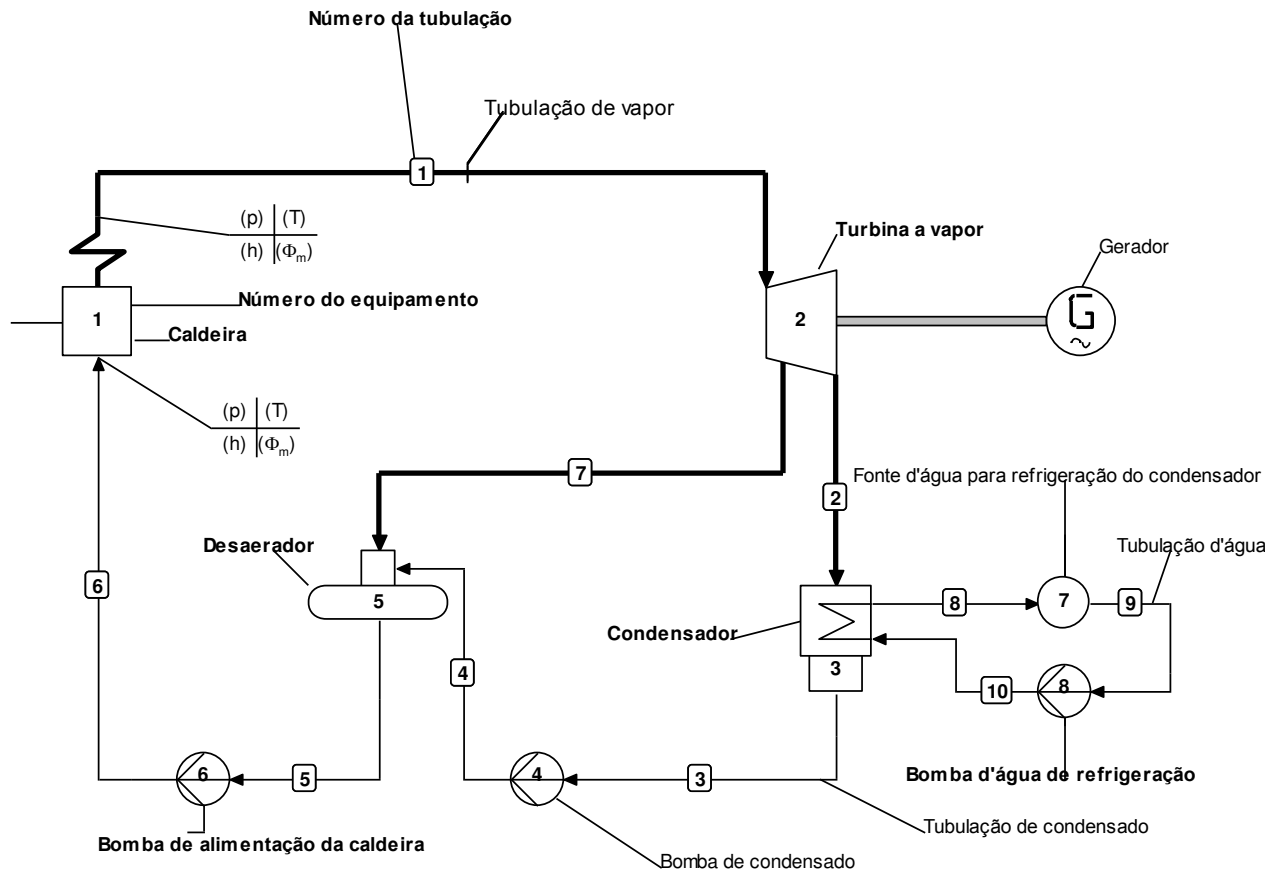 Número da tubulação
Tubulação de vapor
1
(p) (T)
(h) (Φm)
Turbina a vapor
Gerador
Número do equipamento
1
2
G
Caldeira
(p) (T)
(h) (Φm)
7
Fonte d'água para refrigeração do condensador
2
Desaerador
Tubulação d'água
6
5
8
7
9
Condensador
3
4
10
8
6
5
4
3
Bomba d'água de refrigeração
Tubulação de condensado
Bomba de alimentação da caldeira
Bomba de condensado